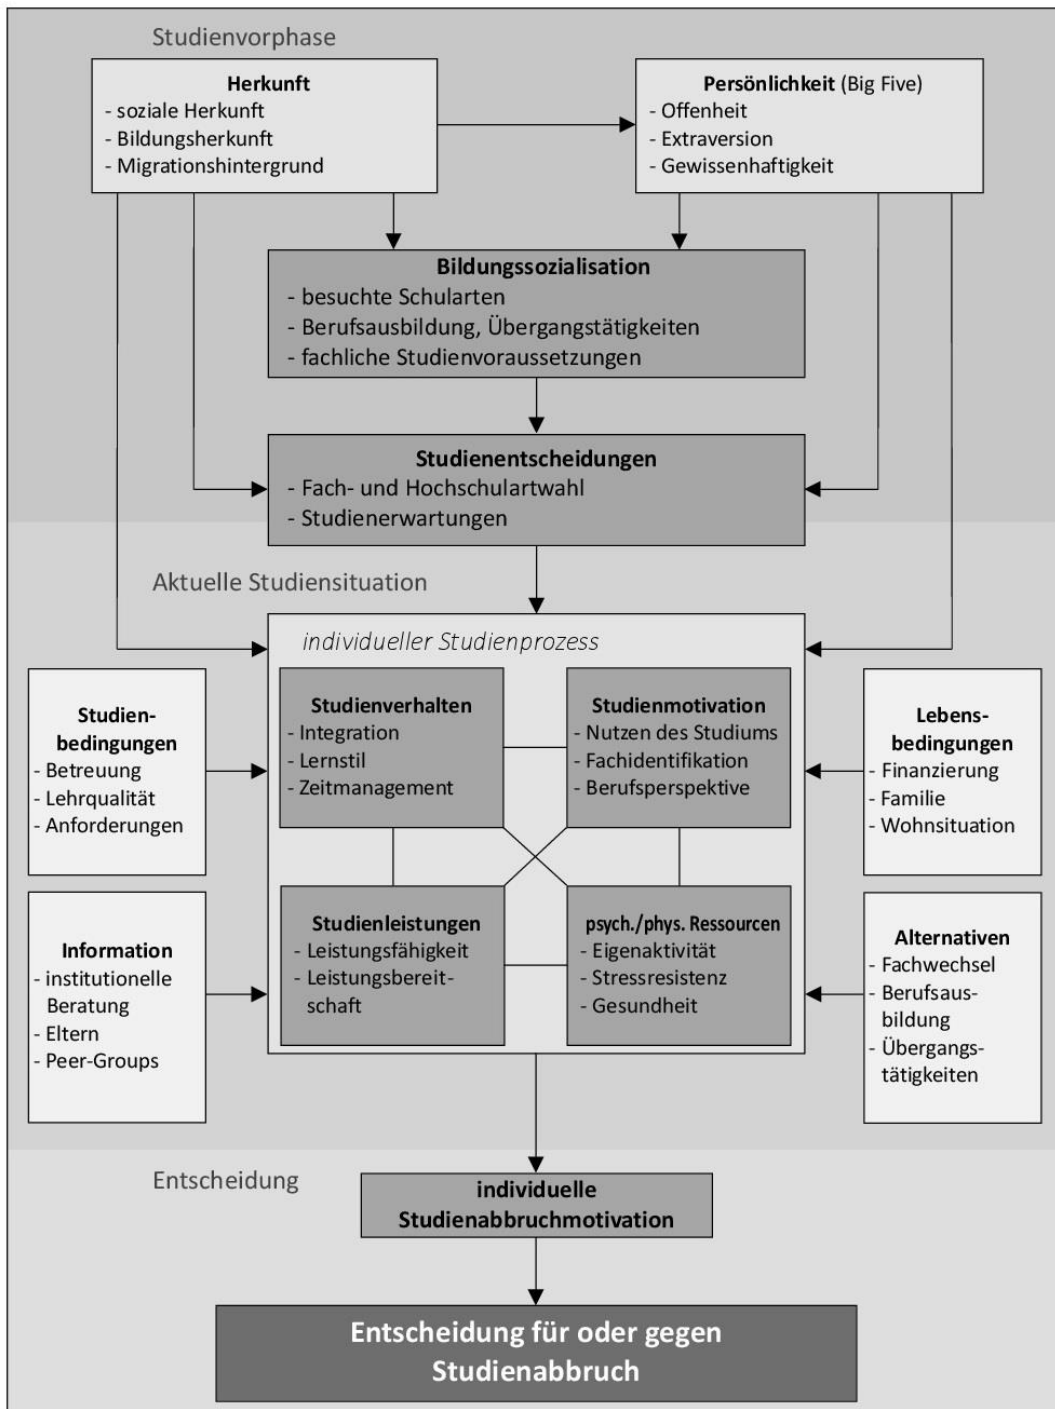 Studienvorphase
Herkunft
- soziale Herkunft
- Bildungsherkunft
- Migrationshintergrund
Persönlichkeit (Big Five)
- Offenheit
- Extraversion
- Gewissenhaftigkeit
Bildungssozialisation
- besuchte Schularten
- Berufsausbildung, Übergangstätigkeiten
- fachliche Studienvoraussetzungen
Studienentscheidungen
- Fach- und Hochschulartwahl
- Studienerwartungen
Aktuelle Studiensituation
individueller Studienprozess
Studien-
bedingungen
- Betreuung
- Lehrqualität
- Anforderungen
Studienverhalten
- Integration
- Lernstil
- Zeitmanagement
Studienmotivation
- Nutzen des Studiums
- Fachidentifikation
- Berufsperspektive
Lebens-
bedingungen
- Finanzierung
- Familie
- Wohnsituation
Information
- institutionelle
Beratung
- Eltern
- Peer-Groups
Studienleistungen
- Leistungsfähigkeit
- Leistungsbereit-
schaft
psych./phys. Ressourcen
- Eigenaktivität
- Stressresistenz
- Gesundheit
Alternativen
- Fachwechsel
- Berufsaus-
bildung
- Übergangs-
tätigkeiten
Entscheidung
individuelle
Studienabbruchmotivation
Entscheidung für oder gegen
Studienabbruch